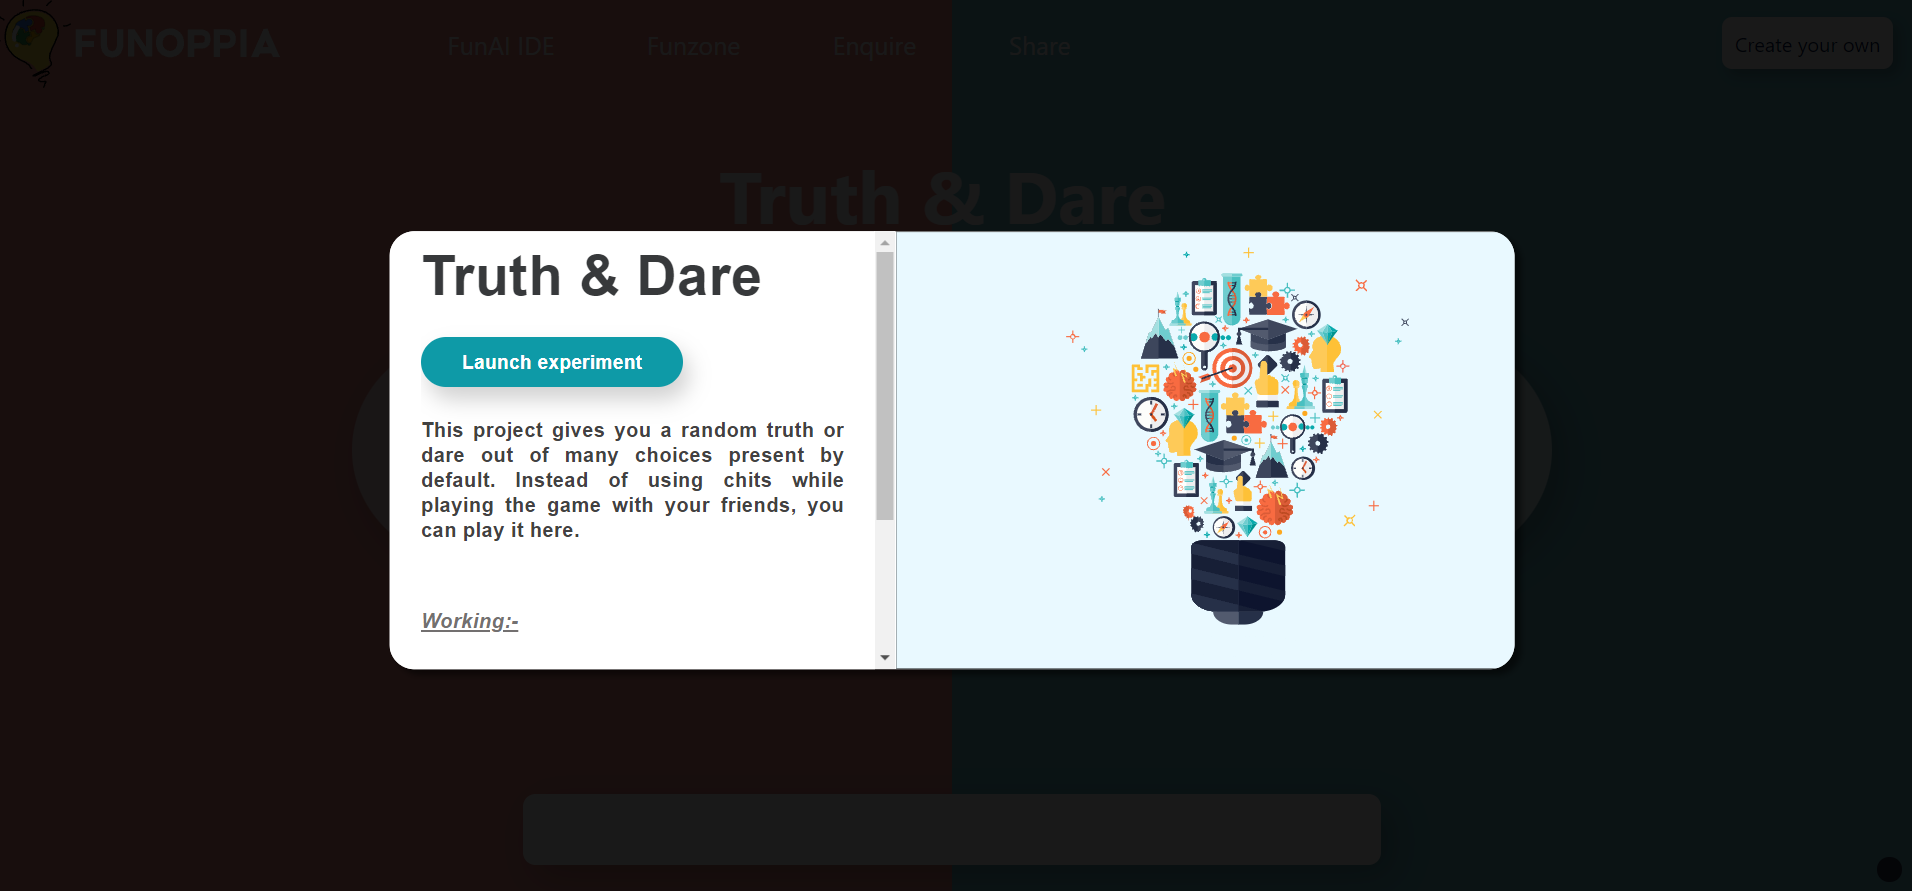 FUNOPPIA
FunAI IDE
Funzone
Enquire
Share
Create your own
Truth & Dare
Truth & Dare
Launch experiment
This project gives you a random truth or
dare out of many choices present by
default. Instead of using chits while
playing the game with your friends, you
can play it here.
Working:-